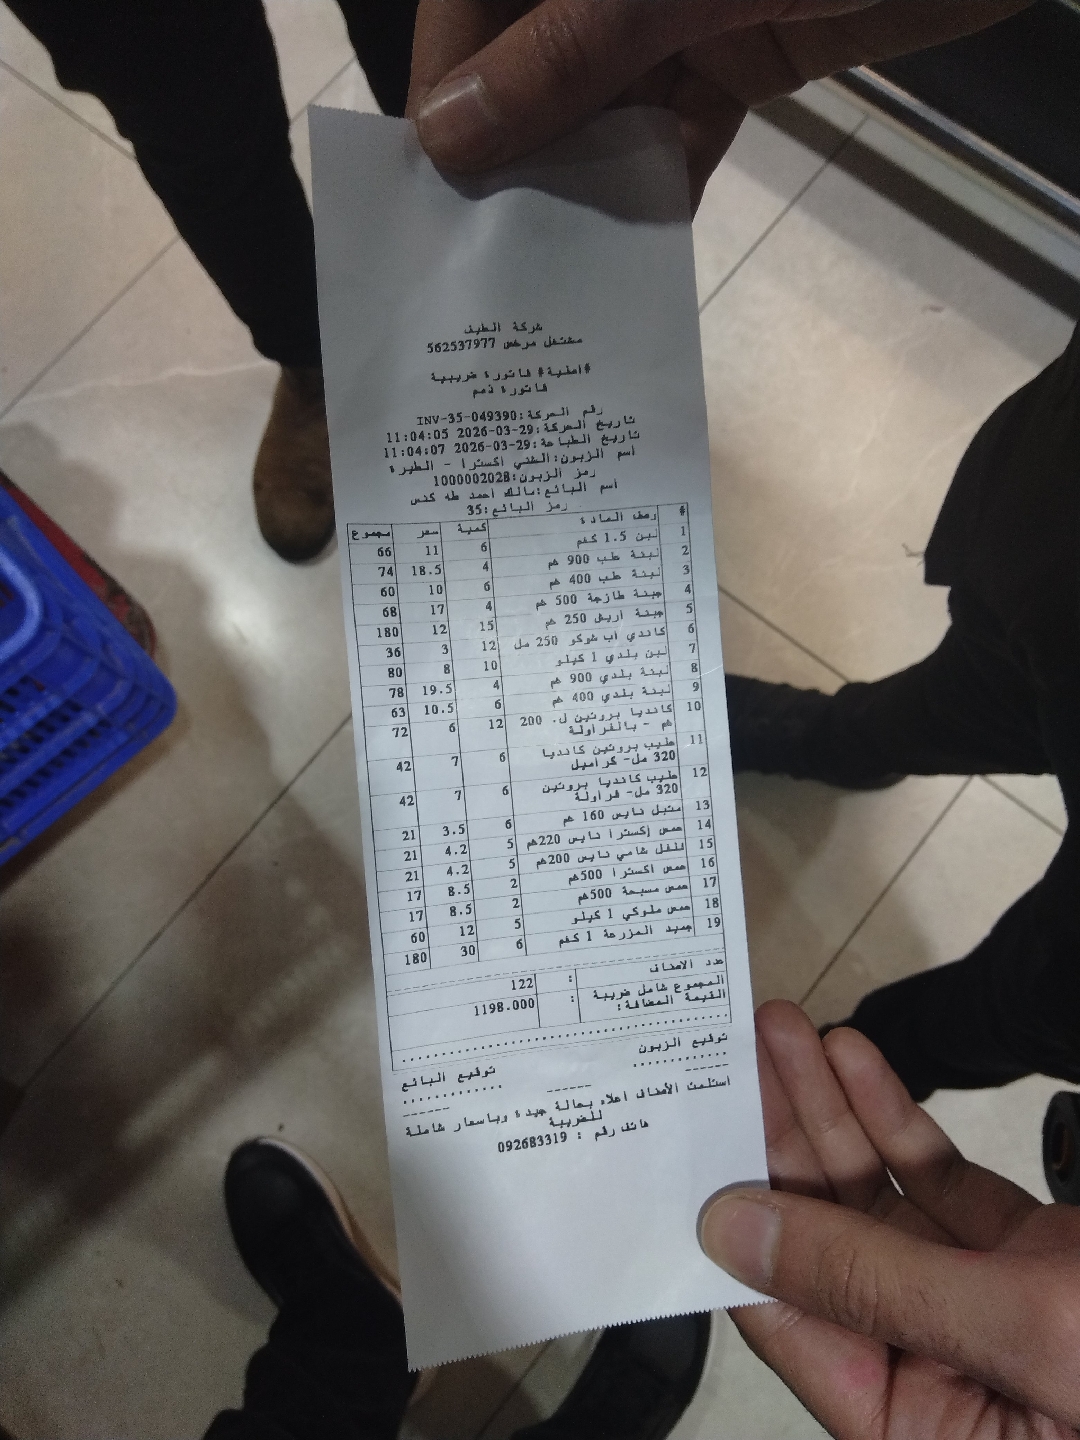 شركة الطيف
مشتغل مرخص 562537977
#أصلية# فاتورة ضريبية
فاتورة ذمم
رقم الحركة:INV-35-049390
تاريخ الحركة:29-03-2026 11:04:05
تاريخ الطباعة:29-03-2026 11:04:07
اسم الزبون:الشني اكسترا - الطيرة
رمز الزبون:1000002028
اسم البائع:مالك احمد طه كنس
رمز البائع:35
# وصف المادة كمية سعر مجموع
1 لبن 1.5 كغم 6 11 66
2 لبنة طب 900 غم 4 18.5 74
3 لبنة طب 400 غم 6 10 60
4 جبنة طازجة 500 غم 4 17 68
5 جبنة اريش 250 غم 15 12 180
6 كاندي اب شوكو 250 مل 12 3 36
7 لبن بلدي 1 كيلو 10 8 80
8 لبنة بلدي 900 غم 4 19.5 78
9 لبنة بلدي 400 غم 6 10.5 63
10 كانديا بروتين ل. 200 12 6 72
غم - بالفراولة
11 حليب بروتين كانديا 6 7 42
320 مل- كراميل
12 حليب كانديا بروتين 6 7 42
320 مل- فراولة
13 متبل نايس 160 غم 6 3.5 21
14 حمص إكسترا نايس 220غم 5 4.2 21
15 فلفل شامي نايس 200غم 5 4.2 21
16 حمص اكسترا 500غم 2 8.5 17
17 حمص مسبحة 500غم 2 8.5 17
18 حمص ملوكي 1 كيلو 5 12 60
19 جميد المزرعة 1 كغم 6 30 180
عدد الاصناف : 122
المجموع شامل ضريبة : 1198.000
القيمة المضافة:
توقيع الزبون توقيع البائع
استلمت الأصناف اعلاه بحالة جيدة وباسعار شاملة
للضريبة
هاتف رقم : 092683319